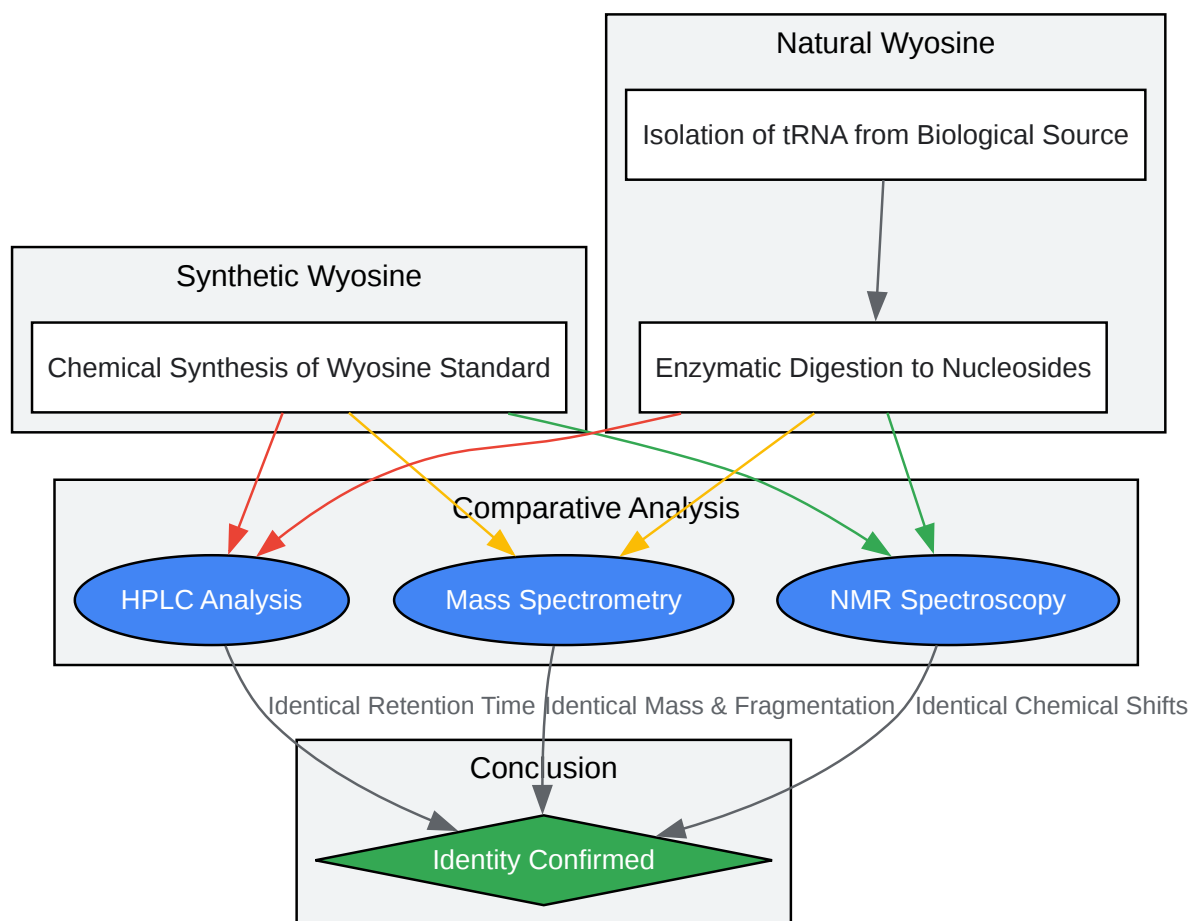 Natural Wyosine
Isolation of tRNA from Biological Source
Synthetic Wyosine
Chemical Synthesis of Wyosine Standard
Enzymatic Digestion to Nucleosides
Comparative Analysis
HPLC Analysis
Mass Spectrometry
NMR Spectroscopy
Identical Retention Time
Identical Mass & Fragmentation
Identical Chemical Shifts
Conclusion
Identity Confirmed